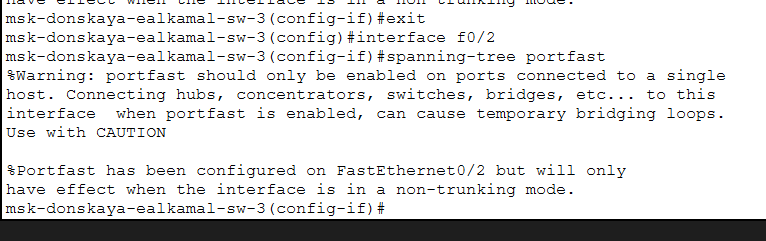 have effect when the interface is in a non-trunking mode.
msk-donskaya-ealkamal-sw-3(config-if)#exit
msk-donskaya-ealkamal-sw-3(config)#interface f0/2
msk-donskaya-ealkamal-sw-3(config-if)#spanning-tree portfast
%Warning: portfast should only be enabled on ports connected to a single
host. Connecting hubs, concentrators, switches, bridges, etc... to this
interface  when portfast is enabled, can cause temporary bridging loops.
Use with CAUTION

%Portfast has been configured on FastEthernet0/2 but will only
have effect when the interface is in a non-trunking mode.
msk-donskaya-ealkamal-sw-3(config-if)#